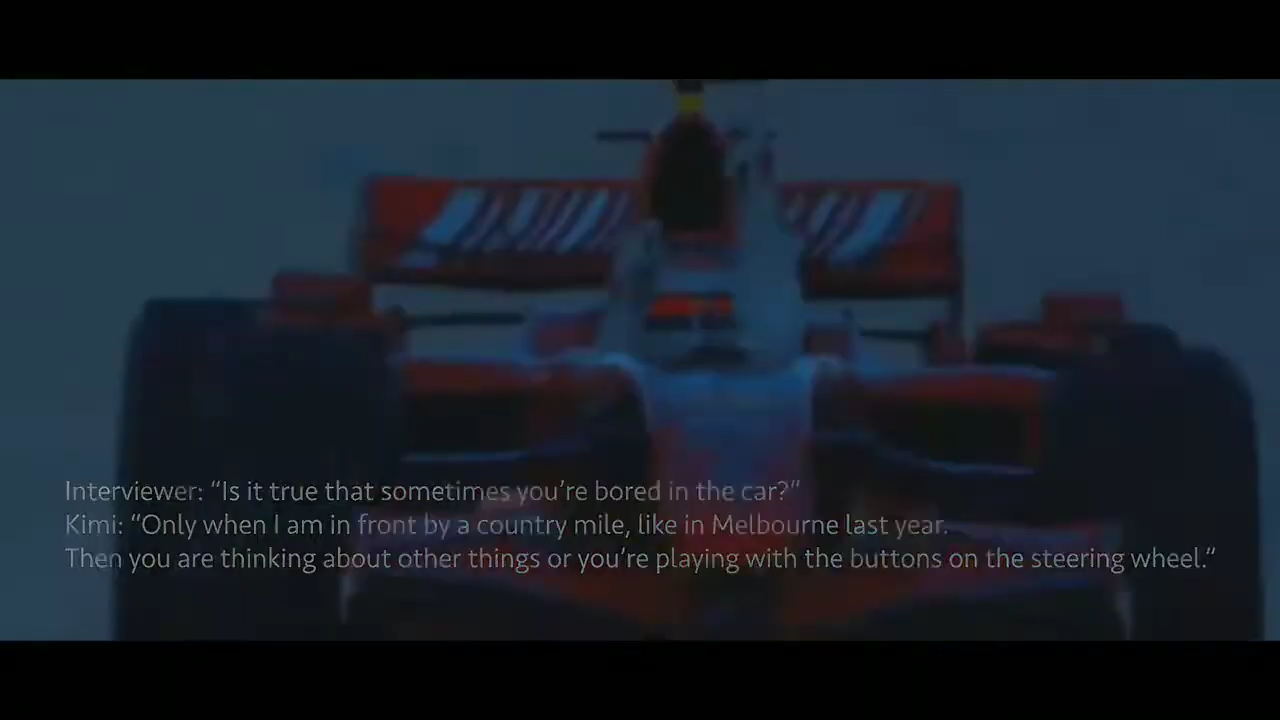 Interviewer: “Is it true that sometimes you’re bored in the car?”
Kimi: “Only when I am in front by a country mile, like in Melbourne last year.
Then you are thinking about other things or you’re playing with the buttons on the steering wheel.“